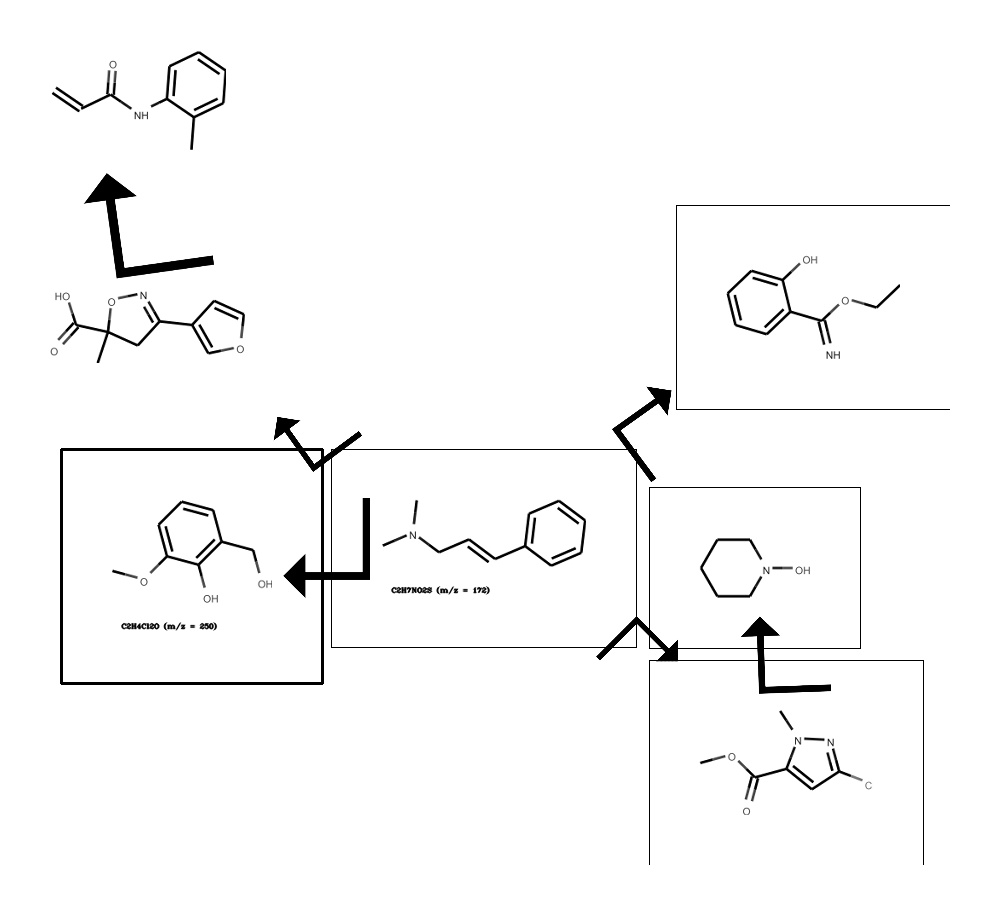 O
NH
HO
O
N
O
O
OH
O
NH
N
O
OH
OH
C2H7NO2S (m/z = 172)
C2H4Cl2O (m/z = 250)
N
OH
N
N
O
O
C